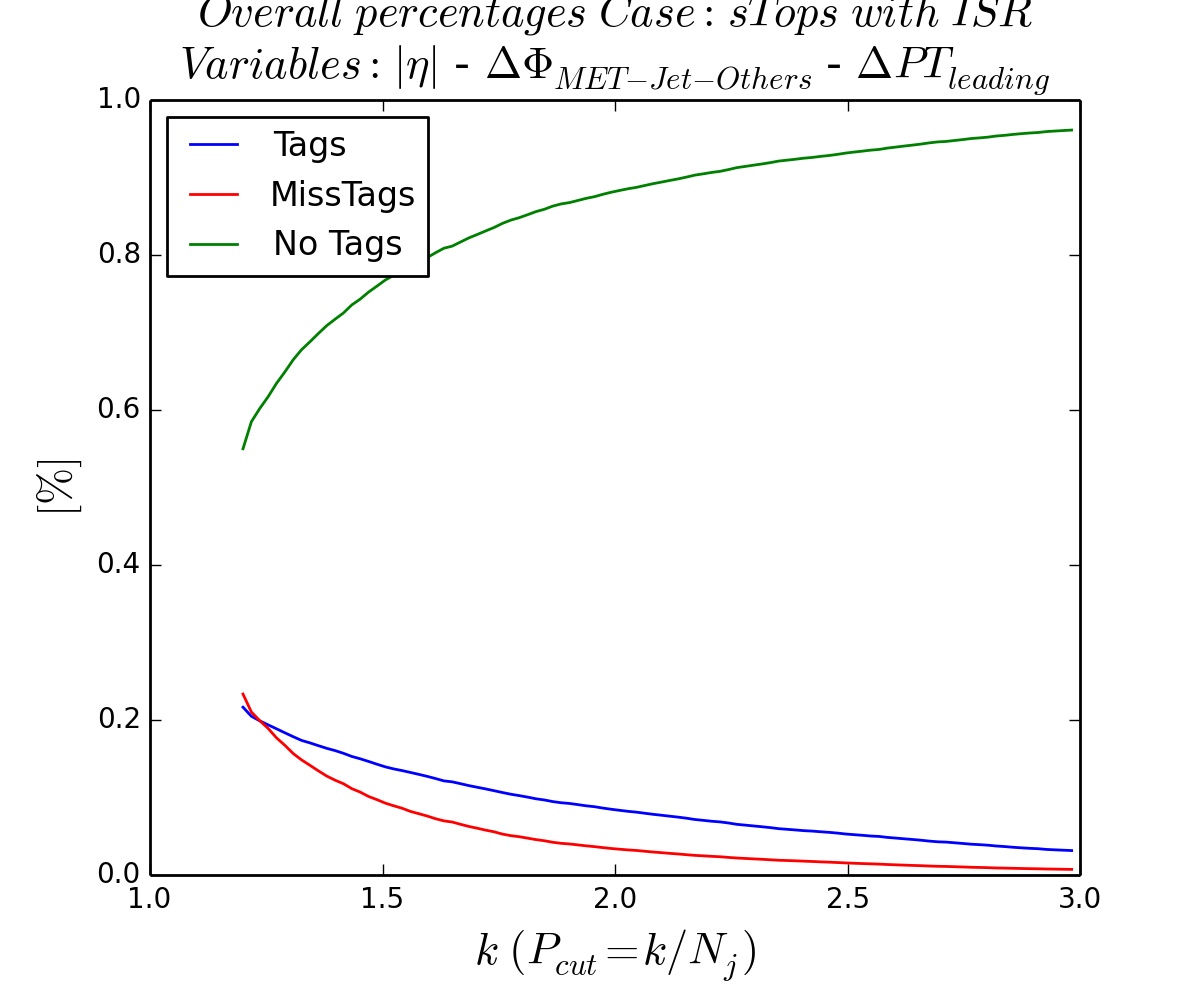 Overall percentages Case: sTops with ISR
Variables: |η| - ΔΦ_{MET-Jet-Others} - ΔPT_{leading}
1.0
Tags
MissTags
No Tags
0.8
0.6
[%]
0.4
0.2
0.0
1.0 1.5 2.0 2.5 3.0
k (P_{cut}=k/N_j)